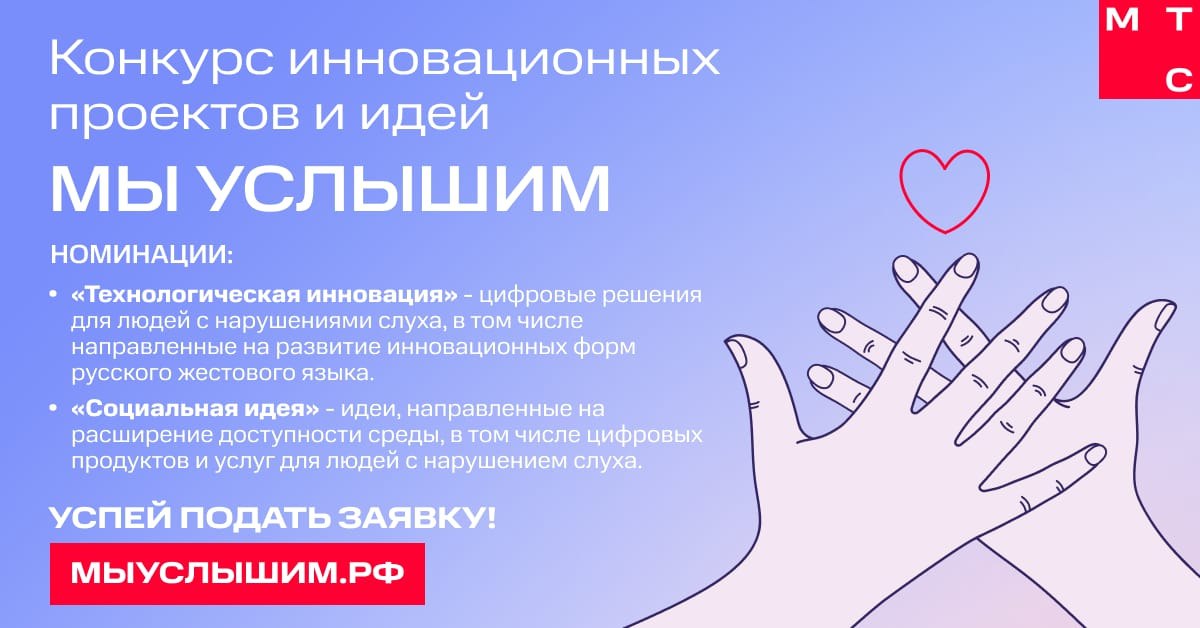 Конкурс инновационных
проектов и идей
МЫ УСЛЫШИМ
НОМИНАЦИИ:
• «Технологическая инновация» - цифровые решения
для людей с нарушениями слуха, в том числе
направленные на развитие инновационных форм
русского жестового языка.
• «Социальная идея» - идеи, направленные на
расширение доступности среды, в том числе цифровых
продуктов и услуг для людей с нарушением слуха.
УСПЕЙ ПОДАТЬ ЗАЯВКУ!
МЫУСЛЫШИМ.РФ
М Т
С